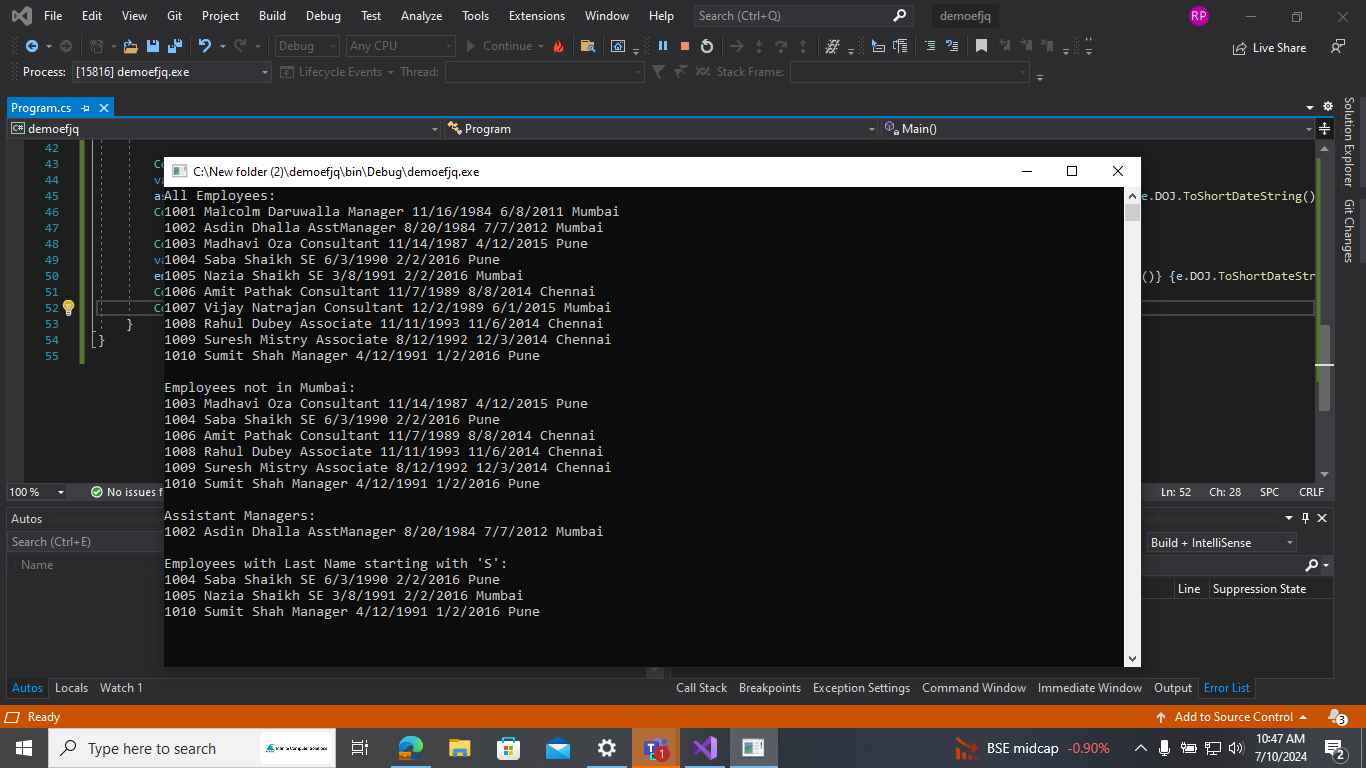 File Edit View Git Project Build Debug Test Analyze Tools Extensions Window Help Search (Ctrl+Q) demoefjq RP
Debug Any CPU Continue Live Share
Process: [15816] demoefjq.exe Lifecycle Events Thread: Stack Frame:
Program.cs
C# demoefjq Program Main()
Solution Explorer
Git Changes
42
43 Co
44 va
45 as e.DOJ.ToShortDateString()
46 Co
47
48 Co
49 va
50 en ()} {e.DOJ.ToShortDateStr
51 Co
52 Co
53 }
54 }
55
C:\New folder (2)\demoefjq\bin\Debug\demoefjq.exe
All Employees:
1001 Malcolm Daruwalla Manager 11/16/1984 6/8/2011 Mumbai
1002 Asdin Dhalla AsstManager 8/20/1984 7/7/2012 Mumbai
1003 Madhavi Oza Consultant 11/14/1987 4/12/2015 Pune
1004 Saba Shaikh SE 6/3/1990 2/2/2016 Pune
1005 Nazia Shaikh SE 3/8/1991 2/2/2016 Mumbai
1006 Amit Pathak Consultant 11/7/1989 8/8/2014 Chennai
1007 Vijay Natrajan Consultant 12/2/1989 6/1/2015 Mumbai
1008 Rahul Dubey Associate 11/11/1993 11/6/2014 Chennai
1009 Suresh Mistry Associate 8/12/1992 12/3/2014 Chennai
1010 Sumit Shah Manager 4/12/1991 1/2/2016 Pune
Employees not in Mumbai:
1003 Madhavi Oza Consultant 11/14/1987 4/12/2015 Pune
1004 Saba Shaikh SE 6/3/1990 2/2/2016 Pune
1006 Amit Pathak Consultant 11/7/1989 8/8/2014 Chennai
1008 Rahul Dubey Associate 11/11/1993 11/6/2014 Chennai
1009 Suresh Mistry Associate 8/12/1992 12/3/2014 Chennai
1010 Sumit Shah Manager 4/12/1991 1/2/2016 Pune
Assistant Managers:
1002 Asdin Dhalla AsstManager 8/20/1984 7/7/2012 Mumbai
Employees with Last Name starting with 'S':
1004 Saba Shaikh SE 6/3/1990 2/2/2016 Pune
1005 Nazia Shaikh SE 3/8/1991 2/2/2016 Mumbai
1010 Sumit Shah Manager 4/12/1991 1/2/2016 Pune
100 % No issues f Ln: 52 Ch: 28 SPC CRLF
Autos
Search (Ctrl+E) Build + IntelliSense
Name Line Suppression State
Autos Locals Watch 1 Call Stack Breakpoints Exception Settings Command Window Immediate Window Output Error List
Ready Add to Source Control 3
Type here to search Infinite Computer Solutions 1 BSE midcap -0.90% 10:47 AM
7/10/2024 2